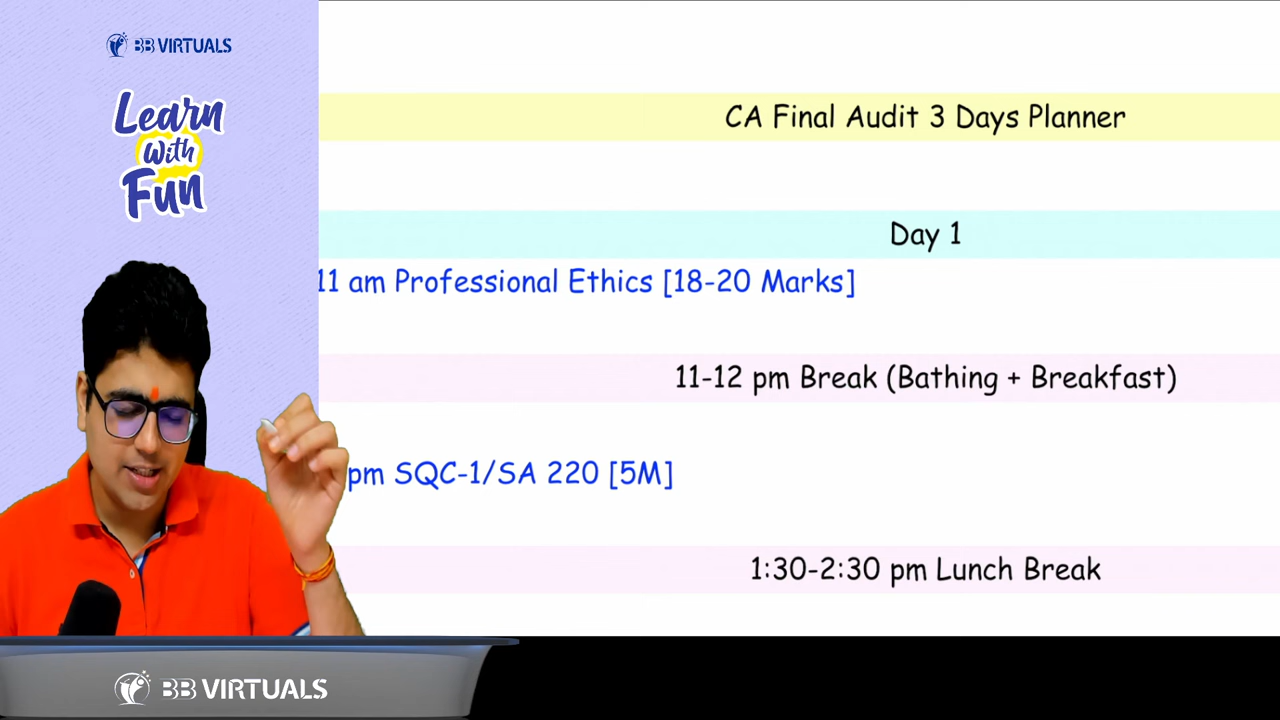 BB VIRTUALS
Learn
With
Fun
CA Final Audit 3 Days Planner
Day 1
11 am Professional Ethics [18-20 Marks]
11-12 pm Break (Bathing + Breakfast)
pm SQC-1/SA 220 [5M]
1:30-2:30 pm Lunch Break
BB VIRTUALS